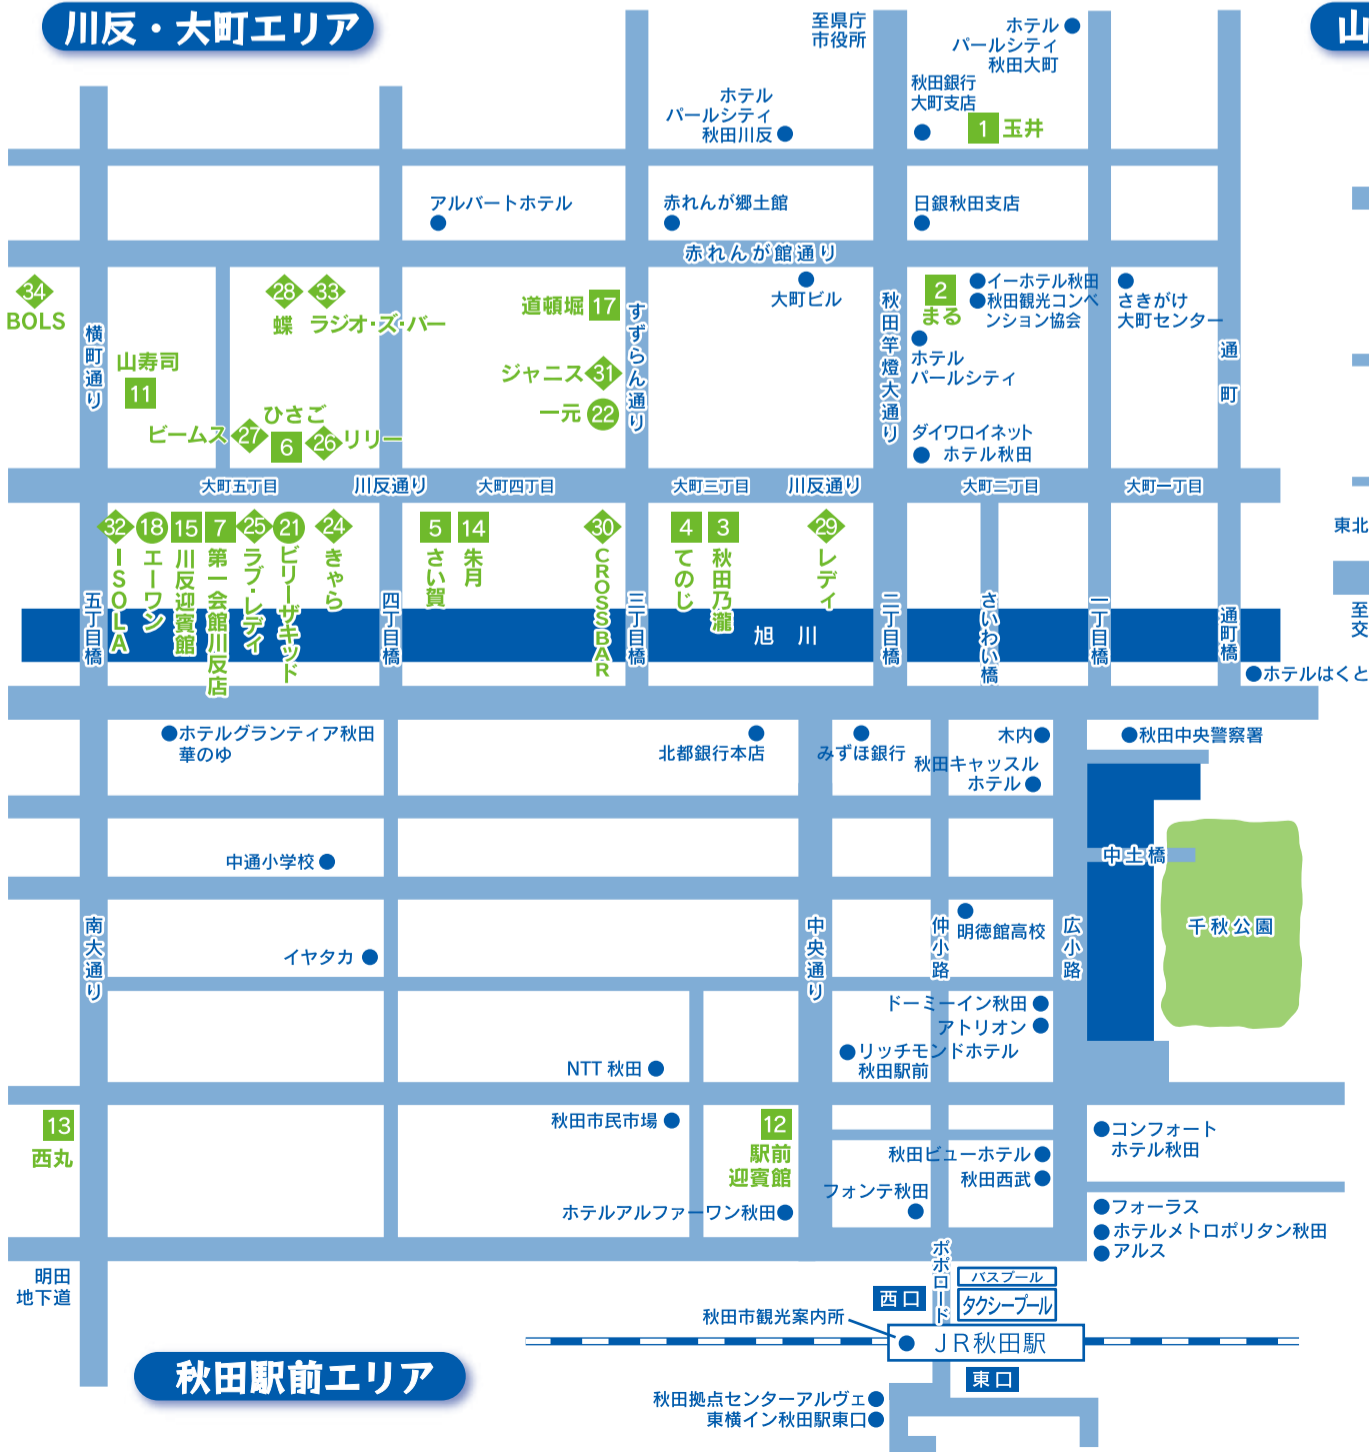 川反・大町エリア
山
至県庁
市役所
ホテル
パールシティ
秋田大町
秋田銀行
大町支店
1 玉井
ホテル
パールシティ
秋田川反
アルバートホテル
赤れんが郷土館
日銀秋田支店
赤れんが館通り
34
BOLS
28
蝶
33
ラジオ・ズ・バー
道頓堀 17
大町ビル
2
まる
イーホテル秋田
秋田観光コンベ
ンション協会
さきがけ
大町センター
横町通り
すずらん通り
秋田竿燈大通り
通町
山寿司
11
ジャニス 31
一元 22
ホテル
パールシティ
ビームス 27
ひさご
6
26 リリー
ダイワロイネット
ホテル秋田
大町五丁目
川反通り
大町四丁目
大町三丁目
川反通り
大町二丁目
大町一丁目
東北
至
交
32
ISOLA
18
エーワン
15
川反迎賓館
7
第一会館川反店
25
ラブ・レディ
21
ビリーザキッド
24
きゃら
5
さい賀
14
朱月
30
CROSSBAR
4
てのじ
3
秋田乃瀧
29
レディ
五丁目橋
四丁目橋
三丁目橋
旭川
二丁目橋
さいわい橋
一丁目橋
通町橋
ホテルはくと
ホテルグランティア秋田
華のゆ
北都銀行本店
みずほ銀行
木内
秋田キャッスル
ホテル
秋田中央警察署
中通小学校
中土橋
千秋公園
南大通り
イヤタカ
中央通り
仲小路
明徳館高校
広小路
ドーミーイン秋田
アトリオン
リッチモンドホテル
秋田駅前
NTT 秋田
13
西丸
秋田市民市場
12
駅前
迎賓館
コンフォート
ホテル秋田
秋田ビューホテル
秋田西武
フォンテ秋田
ホテルアルファーワン秋田
フォーラス
ホテルメトロポリタン秋田
アルス
明田
地下道
ポポロード
バスプール
タクシープール
西口
秋田市観光案内所
JR秋田駅
東口
秋田駅前エリア
秋田拠点センターアルヴェ
東横イン秋田駅東口